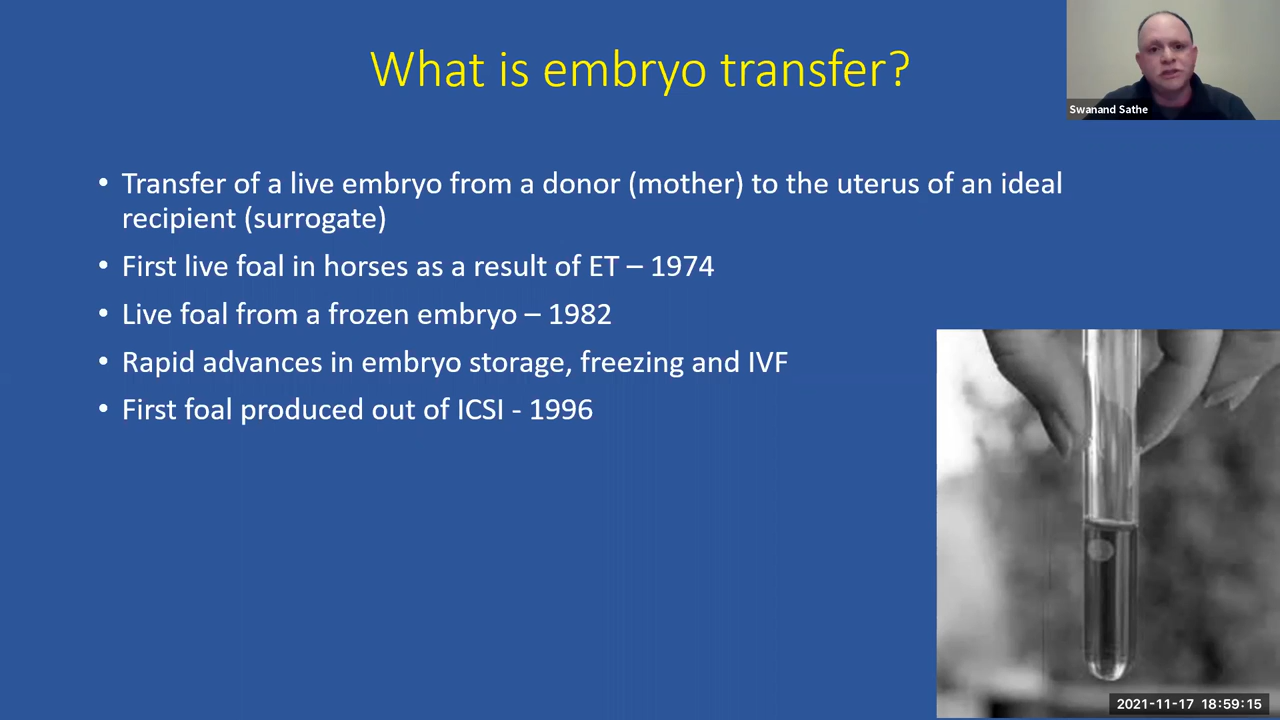 What is embryo transfer?
Swanand Sathe
• Transfer of a live embryo from a donor (mother) to the uterus of an ideal
recipient (surrogate)
• First live foal in horses as a result of ET – 1974
• Live foal from a frozen embryo – 1982
• Rapid advances in embryo storage, freezing and IVF
• First foal produced out of ICSI - 1996
2021-11-17 18:59:15